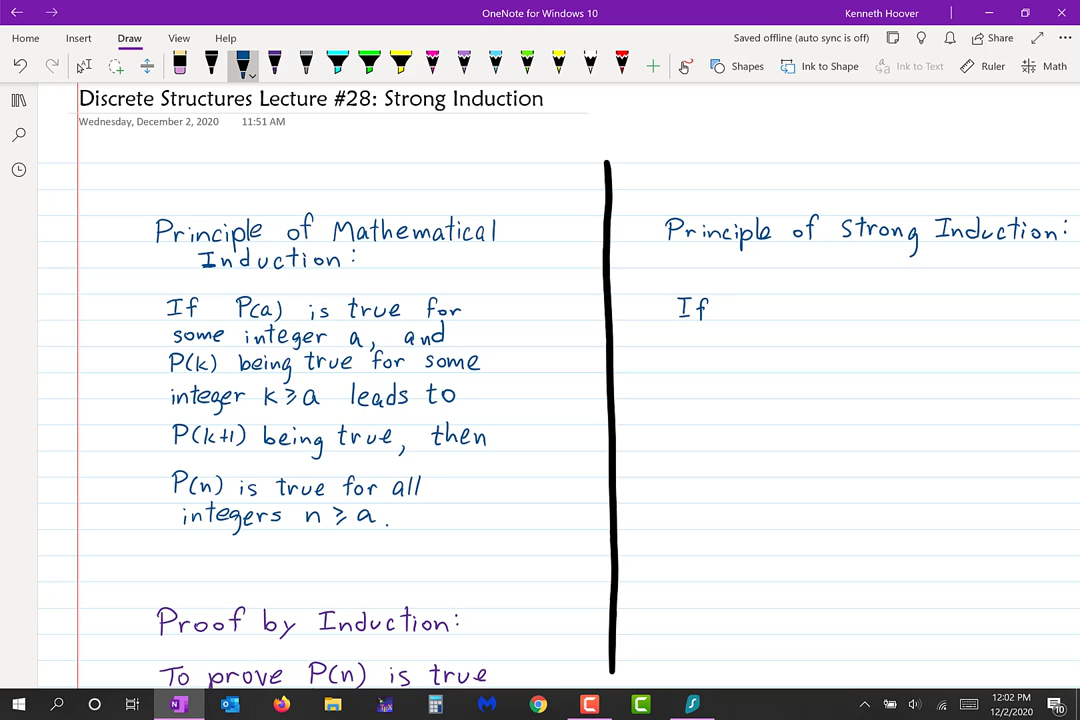 OneNote for Windows 10
Kenneth Hoover
Home Insert Draw View Help
Saved offline (auto sync is off)
Share
Shapes
Ink to Shape
Ink to Text
Ruler
Math
Discrete Structures Lecture #28: Strong Induction
Wednesday, December 2, 2020 11:51 AM
Principle of Mathematical
Induction:
If P(a) is true for
some integer a, and
P(k) being true for some
integer k ⩾ a leads to
P(k+1) being true, then
P(n) is true for all
integers n ⩾ a.
Proof by Induction:
To prove P(n) is true
Principle of Strong Induction:
If
12:02 PM
12/2/2020
10